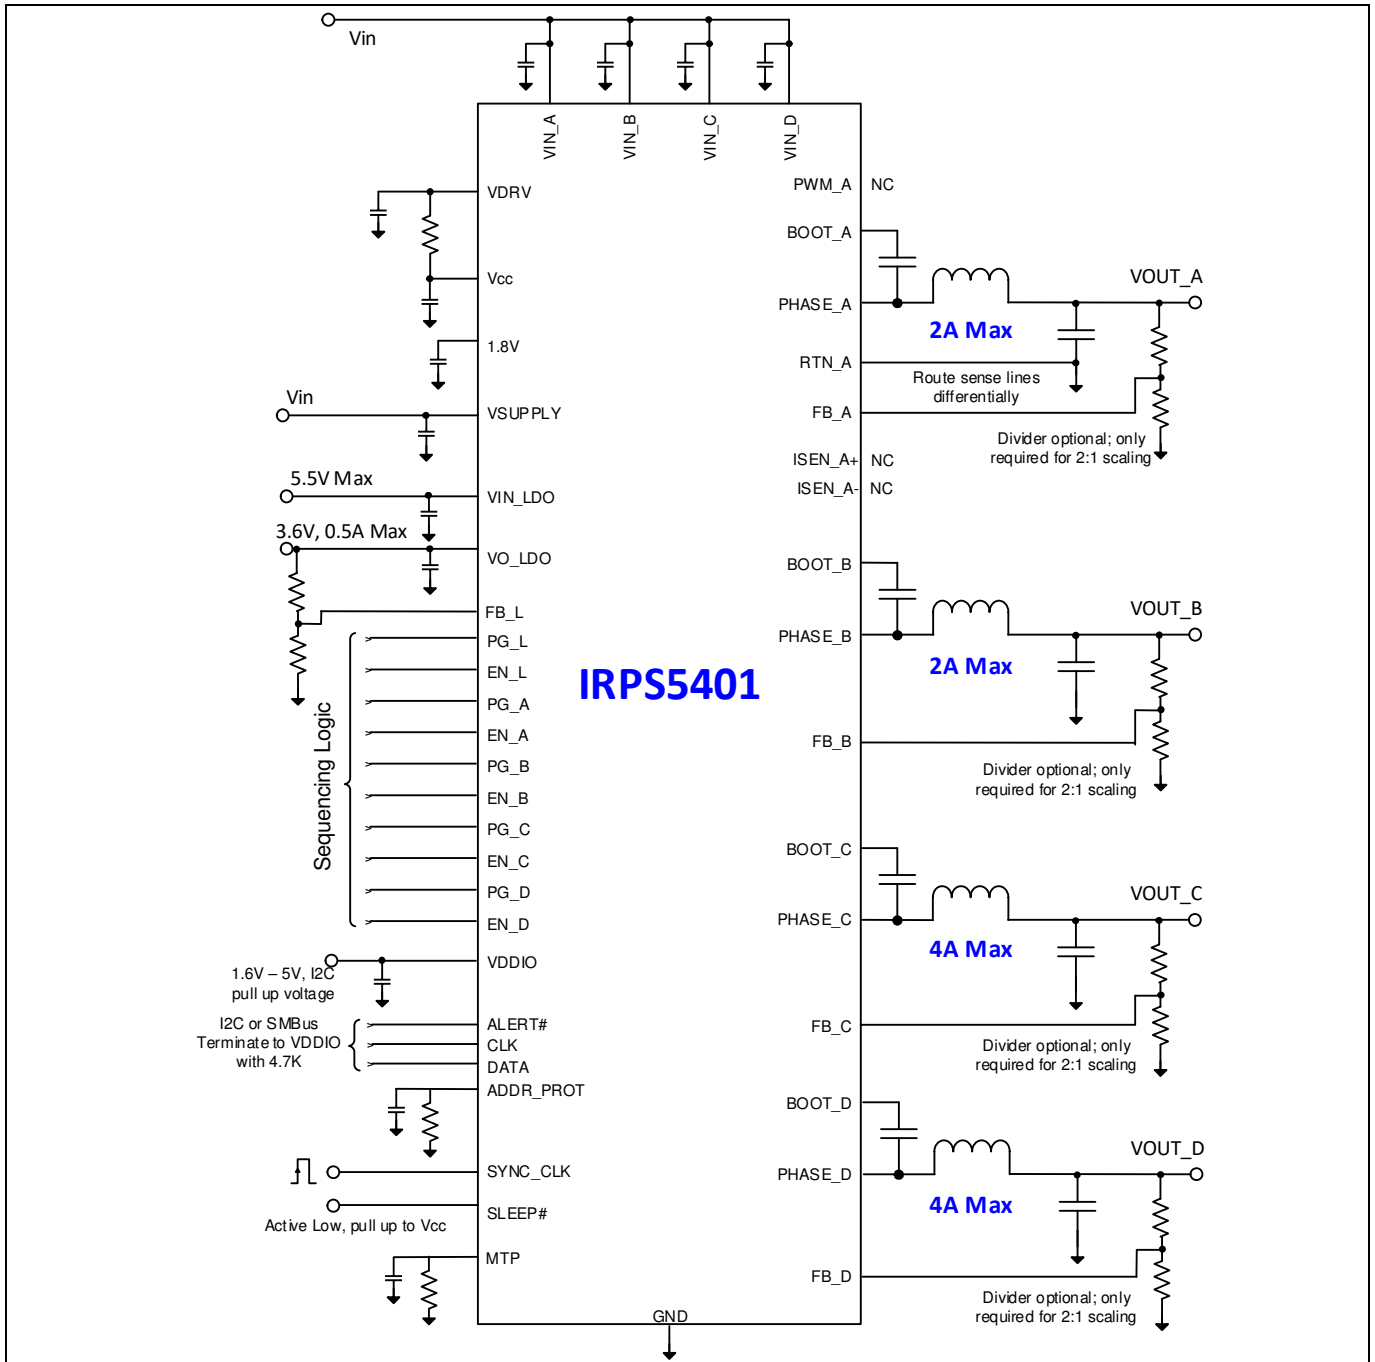 Vin
VIN_A
VIN_B
VIN_C
VIN_D
VDRV
Vcc
1.8V
Vin
VSUPPLY
5.5V Max
VIN_LDO
3.6V, 0.5A Max
VO_LDO
FB_L
PG_L
EN_L
PG_A
EN_A
PG_B
EN_B
PG_C
EN_C
PG_D
EN_D
Sequencing Logic
VDDIO
1.6V – 5V, I2C
pull up voltage
I2C or SMBus
Terminate to VDDIO
with 4.7K
ALERT#
CLK
DATA
ADDR_PROT
SYNC_CLK
SLEEP#
Active Low, pull up to Vcc
MTP
GND
IRPS5401
PWM_A NC
BOOT_A
PHASE_A
2A Max
VOUT_A
RTN_A
Route sense lines
differentially
FB_A
Divider optional; only
required for 2:1 scaling
ISEN_A+ NC
ISEN_A- NC
BOOT_B
PHASE_B
2A Max
VOUT_B
FB_B
Divider optional; only
required for 2:1 scaling
BOOT_C
PHASE_C
4A Max
VOUT_C
FB_C
Divider optional; only
required for 2:1 scaling
BOOT_D
PHASE_D
4A Max
VOUT_D
FB_D
Divider optional; only
required for 2:1 scaling